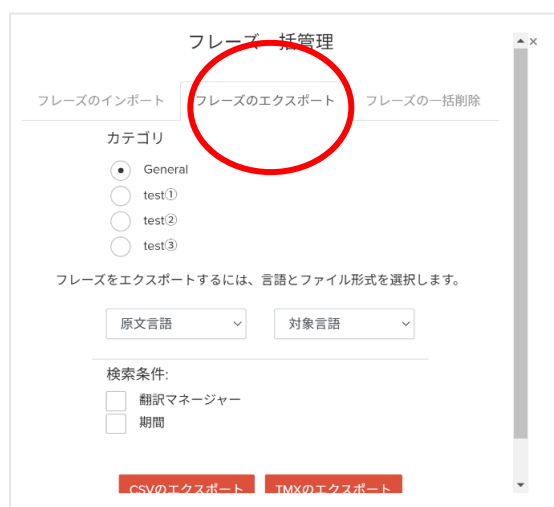 フレーズ一括管理
×
フレーズのインポート フレーズのエクスポート フレーズの一括削除
カテゴリ
General
test①
test②
test③
フレーズをエクスポートするには、言語とファイル形式を選択します。
原文言語 対象言語
検索条件:
翻訳マネージャー
期間
CSVのエクスポート TMXのエクスポート